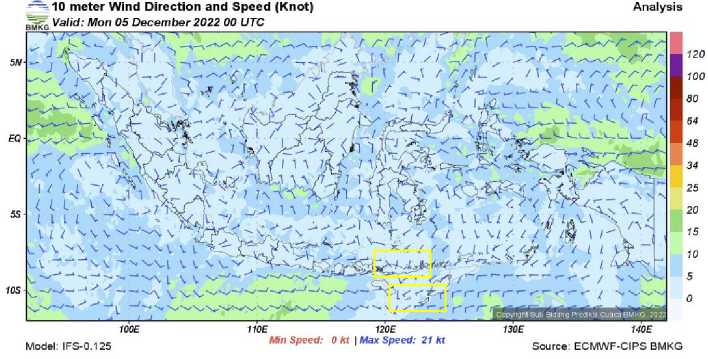 10 meter Wind Direction and Speed (Knot)
Analysis
BMKG
Valid: Mon 05 December 2022 00 UTC
5N
EQ
5S
10S
120
100
80
64
48
34
25
20
15
10
5
0
Copyright Sub Bidang Prediksi Cuaca BMKG, 2022
100E
110E
120E
130E
140E
Model: IFS-0.125
Min Speed: 0 kt | Max Speed: 21 kt
Source: ECMWF-CIPS BMKG